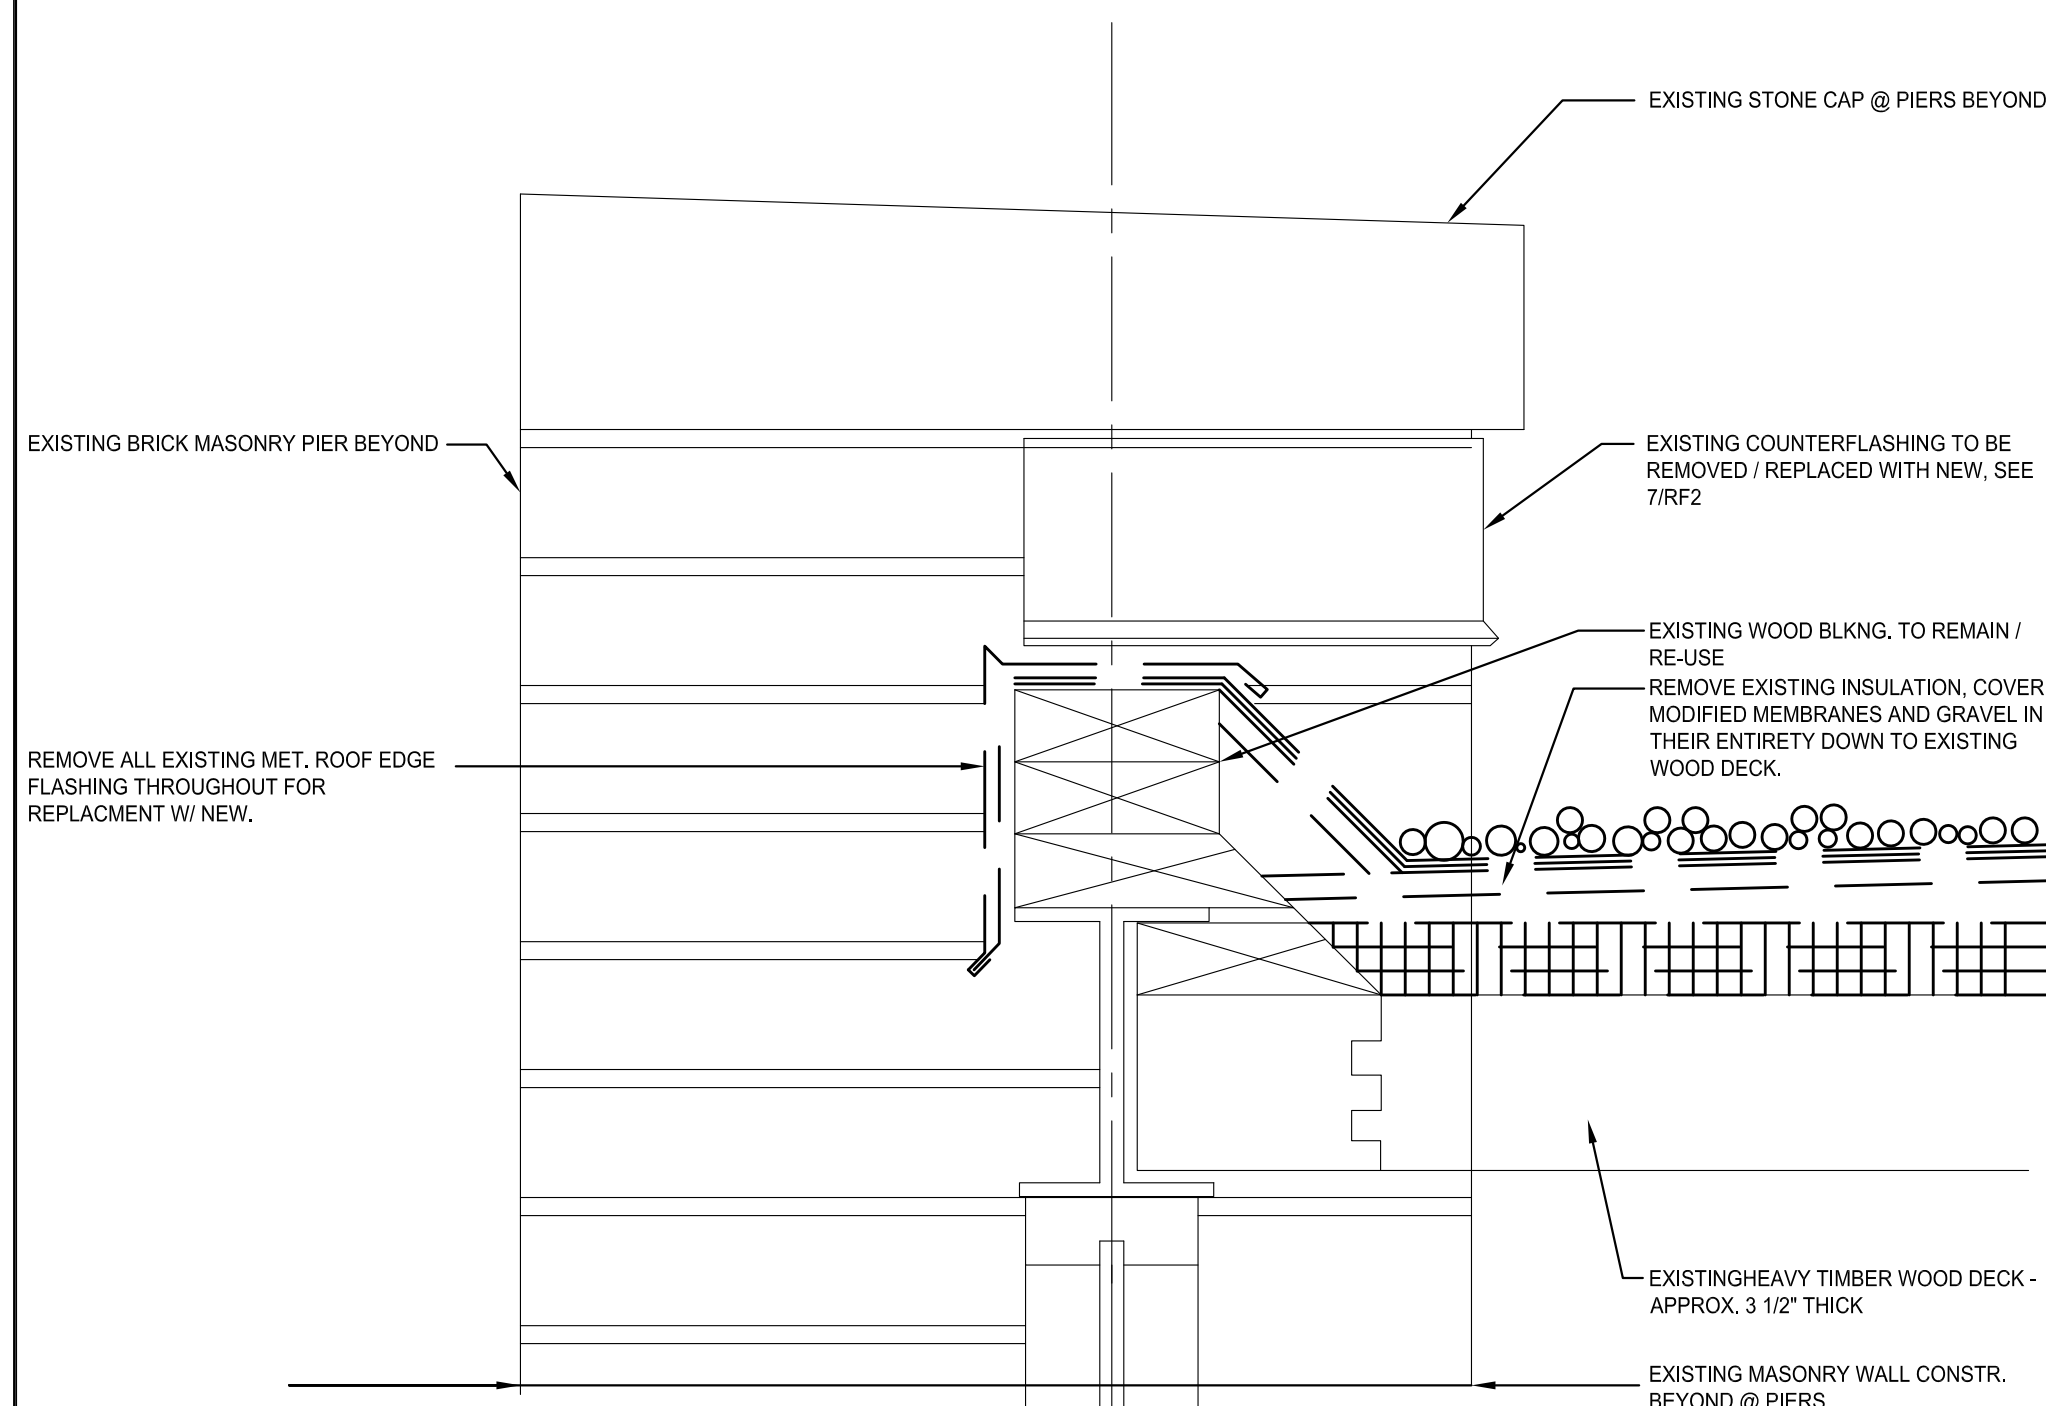 EXISTING STONE CAP @ PIERS BEYOND
EXISTING BRICK MASONRY PIER BEYOND
EXISTING COUNTERFLASHING TO BE
REMOVED / REPLACED WITH NEW, SEE
7/RF2
EXISTING WOOD BLKNG. TO REMAIN /
RE-USE
REMOVE EXISTING INSULATION, COVER
MODIFIED MEMBRANES AND GRAVEL IN
THEIR ENTIRETY DOWN TO EXISTING
WOOD DECK.
REMOVE ALL EXISTING MET. ROOF EDGE
FLASHING THROUGHOUT FOR
REPLACMENT W/ NEW.
EXISTINGHEAVY TIMBER WOOD DECK -
APPROX. 3 1/2" THICK
EXISTING MASONRY WALL CONSTR.
BEYOND @ PIERS